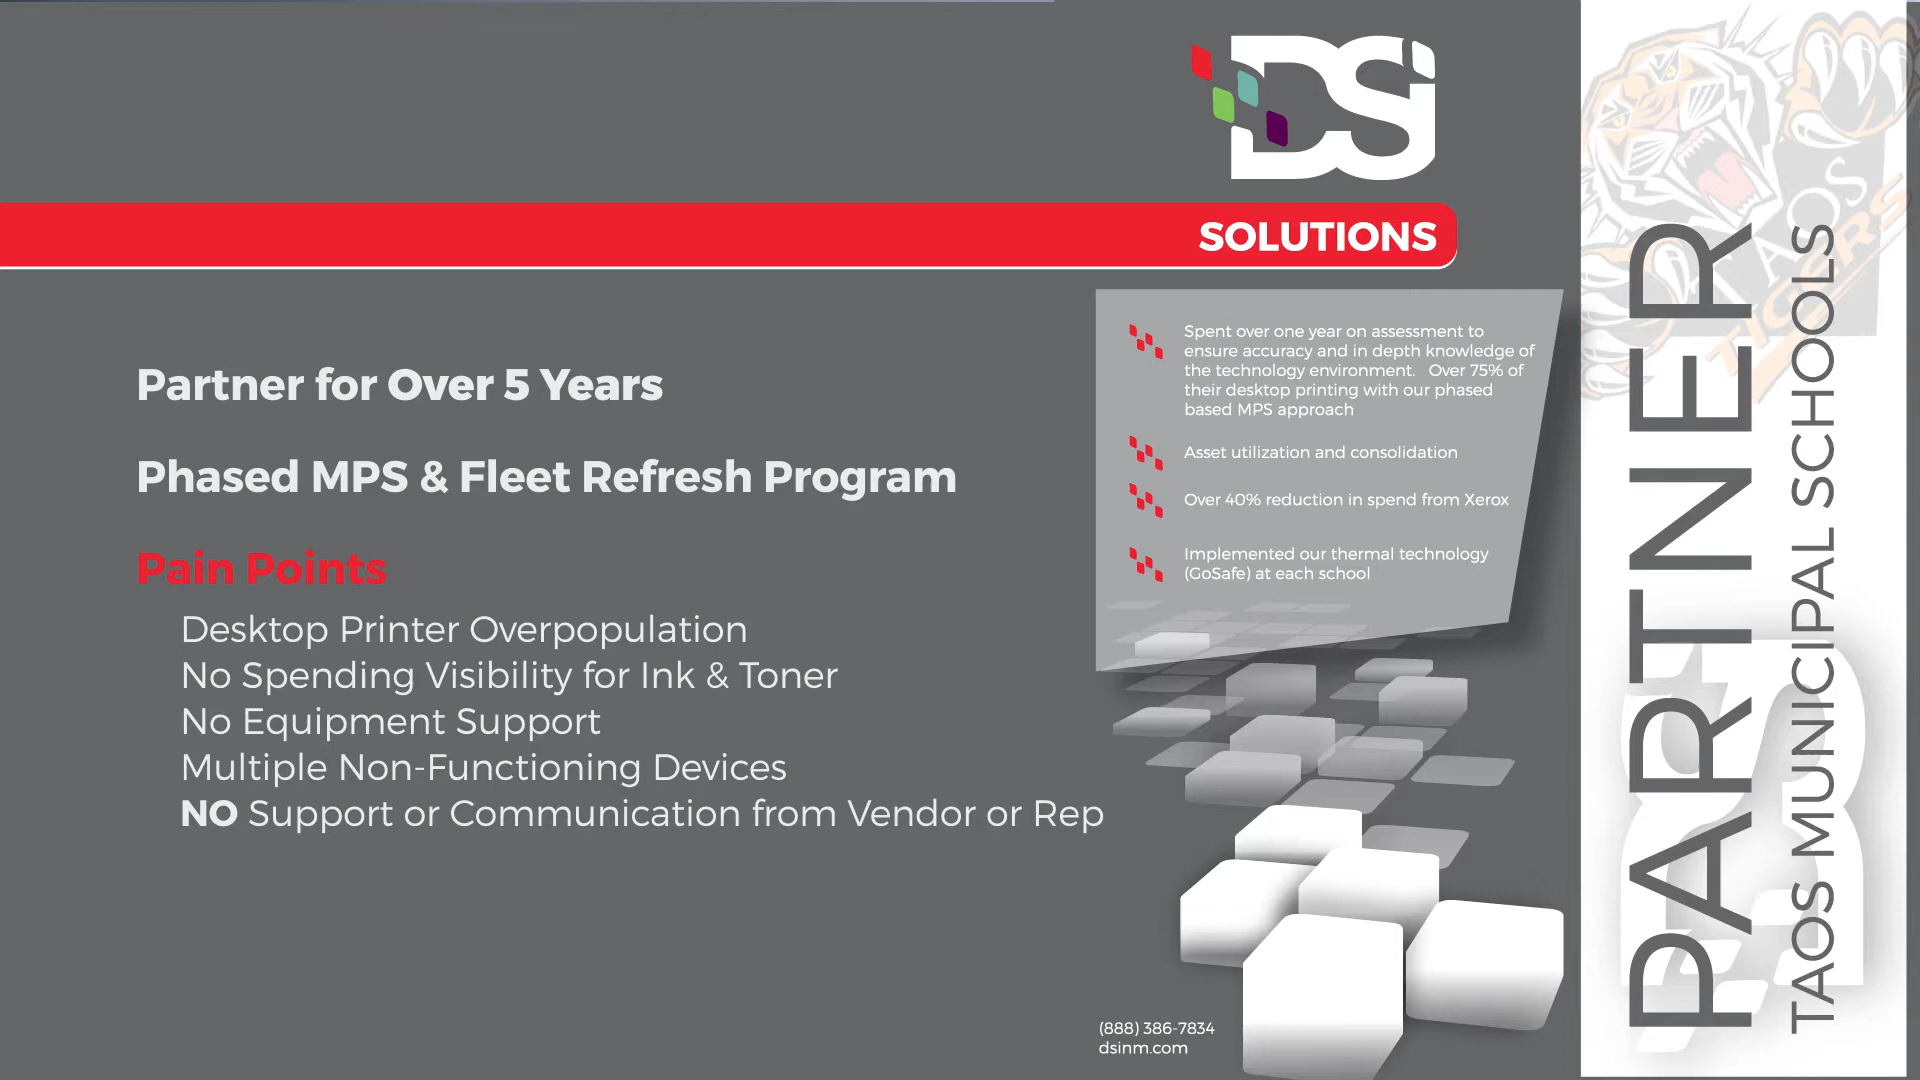 DSi
SOLUTIONS
Partner for Over 5 Years
Phased MPS & Fleet Refresh Program
Pain Points
Desktop Printer Overpopulation
No Spending Visibility for Ink & Toner
No Equipment Support
Multiple Non-Functioning Devices
NO Support or Communication from Vendor or Rep
Spent over one year on assessment to
ensure accuracy and in depth knowledge of
the technology environment.   Over 75% of
their desktop printing with our phased
based MPS approach
Asset utilization and consolidation
Over 40% reduction in spend from Xerox
Implemented our thermal technology
(GoSafe) at each school
(888) 386-7834
dsinm.com
PARTNER
TAOS MUNICIPAL SCHOOLS
TAOS
TIGERS